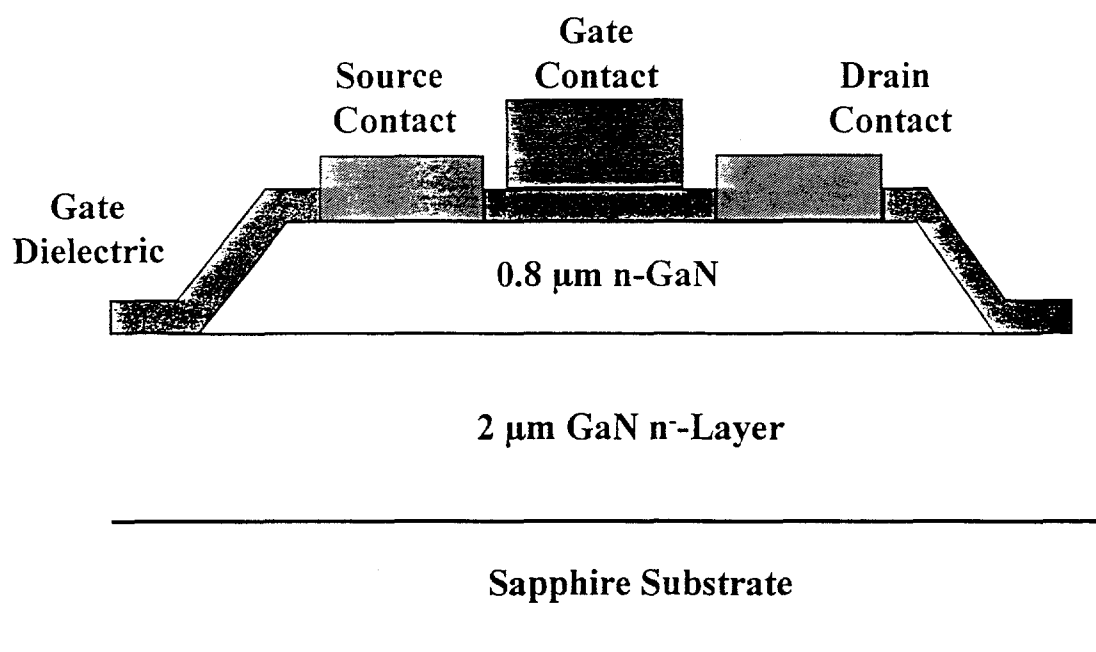 Gate
Contact
Source
Contact
Drain
Contact
Gate
Dielectric
0.8 μm n-GaN
2 μm GaN n⁻-Layer
Sapphire Substrate